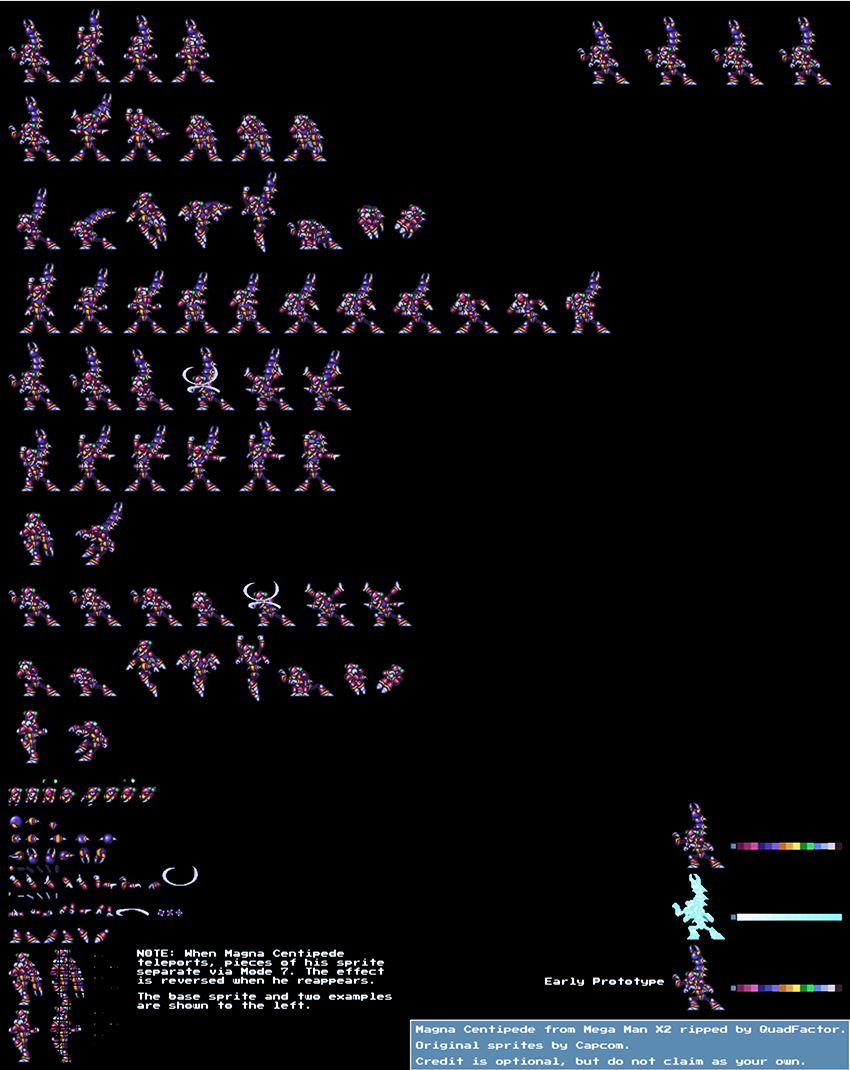 NOTE: When Magna Centipede
teleports, pieces of his sprite
separate via Mode 7. The effect
is reversed when he reappears.
The base sprite and two examples
are shown to the left.
Early Prototype
Magna Centipede from Mega Man X2 ripped by QuadFactor.
Original sprites by Capcom.
Credit is optional, but do not claim as your own.